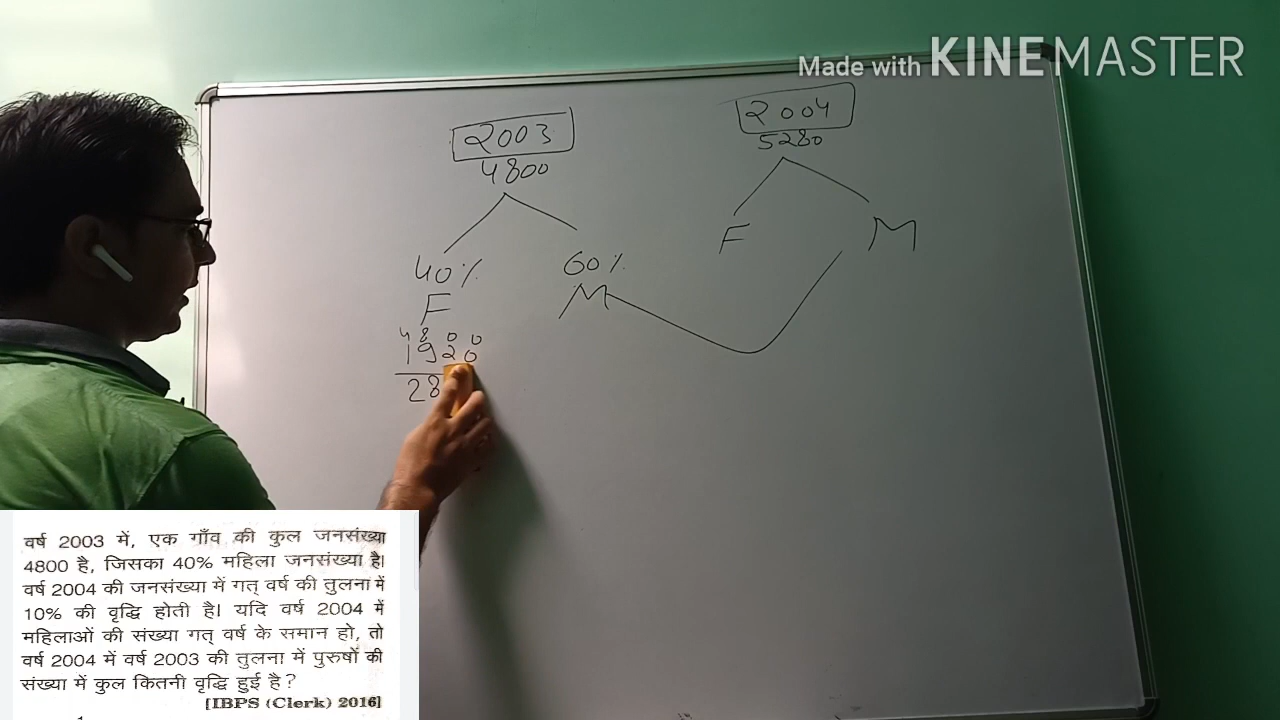 Made with KINEMASTER
2003
4800
40% 60%
F M
4800
1920
28
2004
5280
F M
वर्ष 2003 में, एक गाँव की कुल जनसंख्या
4800 है, जिसका 40% महिला जनसंख्या है।
वर्ष 2004 की जनसंख्या में गत् वर्ष की तुलना में
10% की वृद्धि होती है। यदि वर्ष 2004 में
महिलाओं की संख्या गत् वर्ष के समान हो, तो
वर्ष 2004 में वर्ष 2003 की तुलना में पुरुषों की
संख्या में कुल कितनी वृद्धि हुई है?
[IBPS (Clerk) 2016]